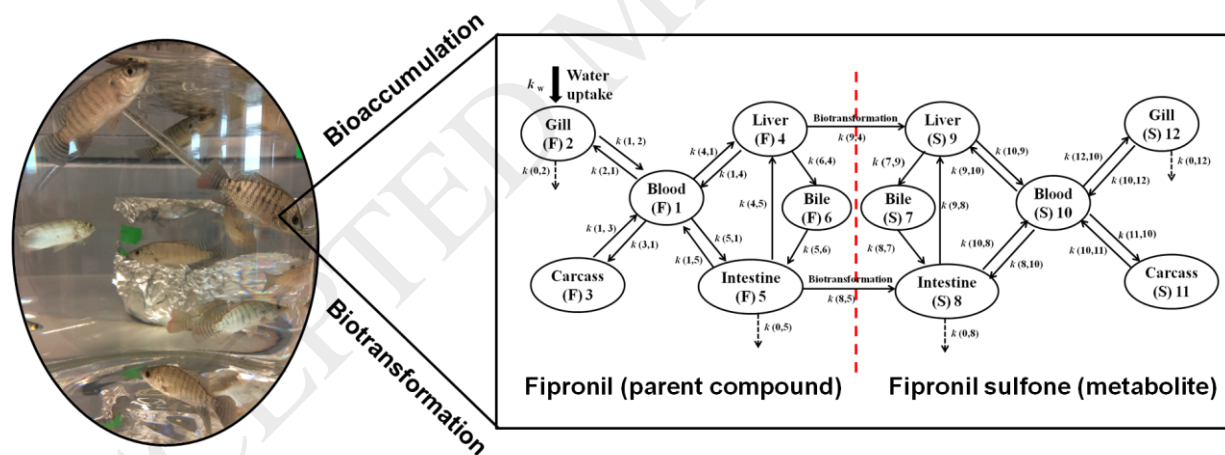 ACCEPTED M
Bioaccumulation
Biotransformation
k w
Water
uptake
Gill
(F) 2
k (0,2)
k (1, 2)
k (2,1)
Blood
(F) 1
k (1, 3)
k (3,1)
Carcass
(F) 3
Liver
(F) 4
k (4,1)
k (1,4)
k (6,4)
Bile
(F) 6
k (4,5)
k (5,6)
k (5,1)
k (1,5)
Intestine
(F) 5
k (0,5)
Biotransformation
k (9,4)
Biotransformation
k (8,5)
Liver
(S) 9
k (7,9)
Bile
(S) 7
k (8,7)
k (9,8)
Intestine
(S) 8
k (0,8)
k (10,9)
k (9,10)
k (10,8)
k (8,10)
Blood
(S) 10
k (12,10)
k (10,12)
Gill
(S) 12
k (0,12)
k (11,10)
k (10,11)
Carcass
(S) 11
Fipronil (parent compound)
Fipronil sulfone (metabolite)